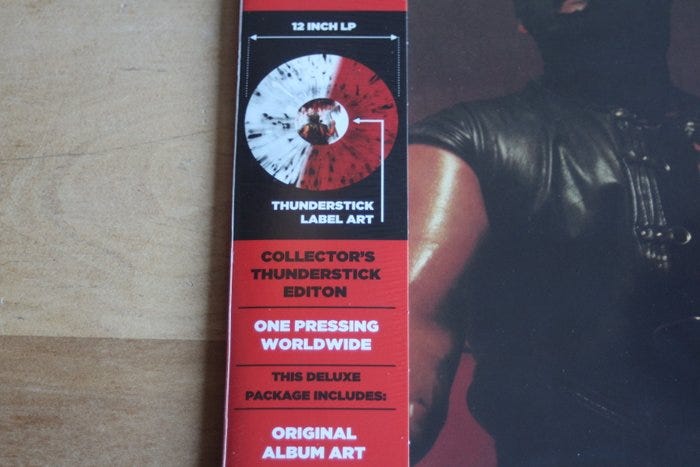 12 INCH LP
THUNDERSTICK
LABEL ART
COLLECTOR'S
THUNDERSTICK
EDITON
ONE PRESSING
WORLDWIDE
THIS DELUXE
PACKAGE INCLUDES:
ORIGINAL
ALBUM ART